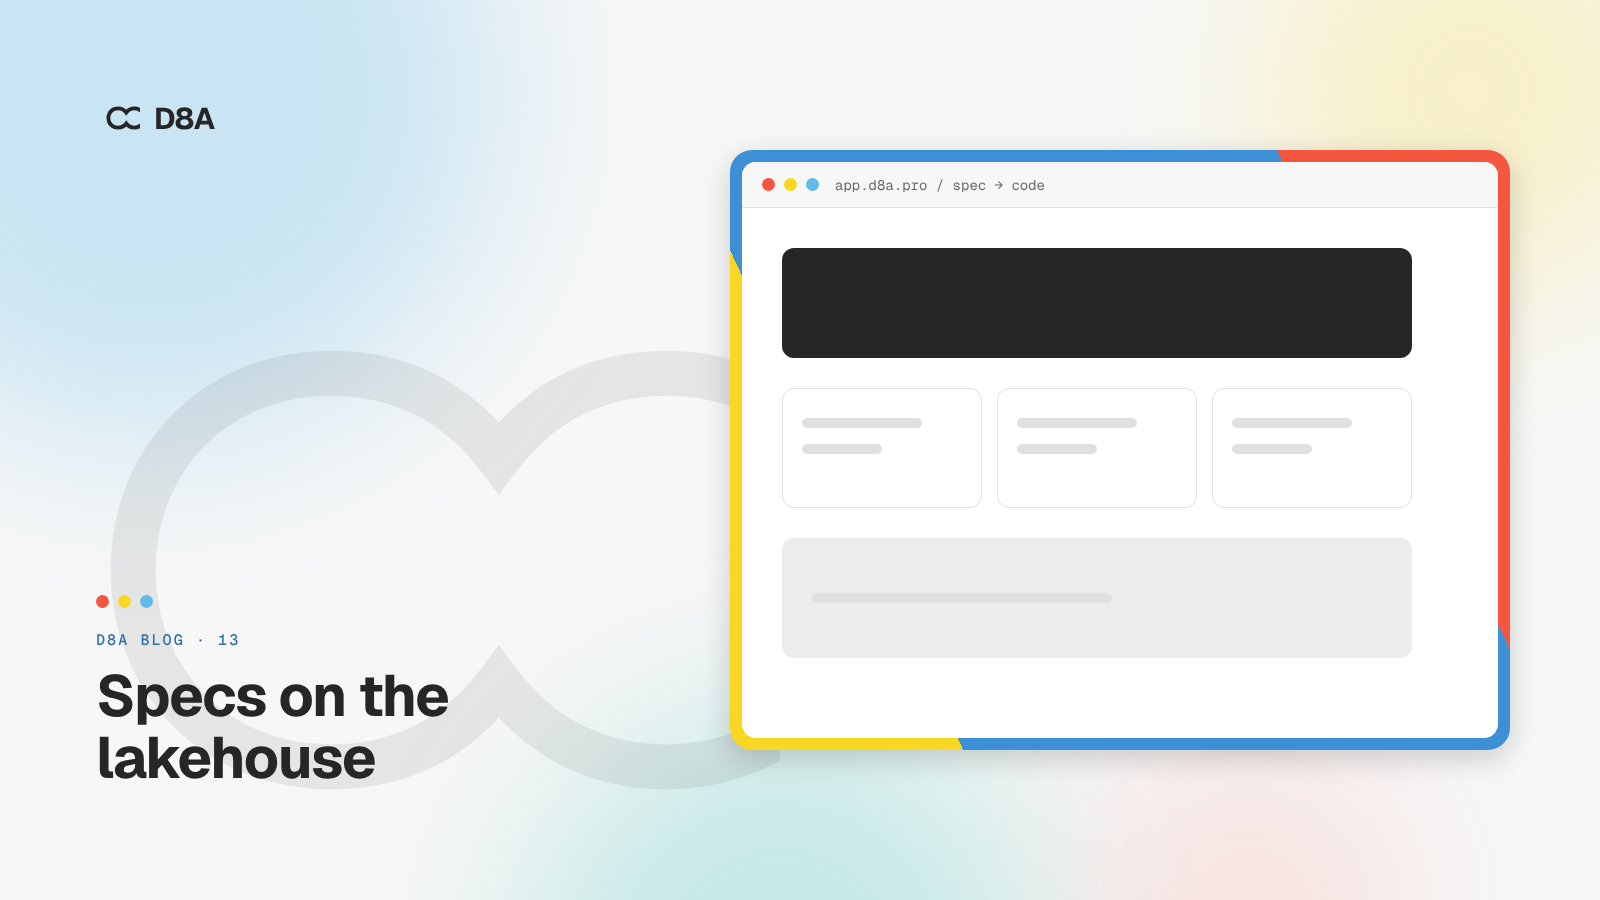 D8A
app.d8a.pro / spec → code
D8A BLOG · 13
Specs on the
lakehouse